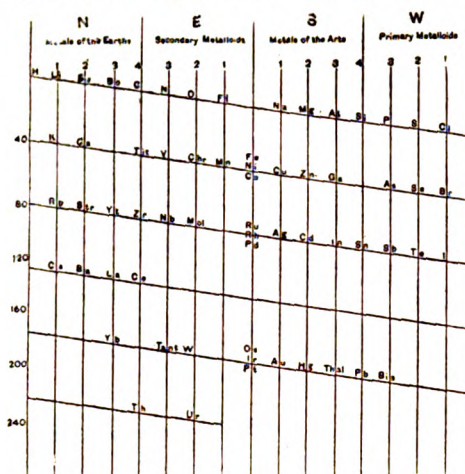 N E S W
Metals of the Earths Secondary Metalloids Metals of the Arts Primary Metalloids
1 2 3 4 3 2 1 1 2 3 4 3 2 1
H Li Be Bo C N O Fl Na Mg Al Si P S Cl
40 K Ca Tit V Chr Mn Fe Ni Co Cu Zn Ga As Se Br
80 Rb Str Yt Zr Nb Mol Ru Rh Pd Ag Cd In Sn Sb Te I
120 Cs Ba La Ce
160
Yb Tant W Os Ir Pt Au Hg Thal Pb Bis
200
240 Th Ur